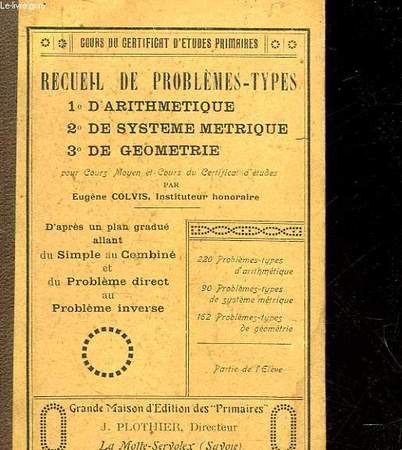 Le-livre.com
COURS DU CERTIFICAT D'ETUDES PRIMAIRES
RECUEIL DE PROBLÈMES-TYPES
1º D'ARITHMETIQUE
2º DE SYSTEME METRIQUE
3º DE GEOMETRIE
pour Cours Moyen et Cours du Certificat d'études
PAR
Eugène COLVIS, Instituteur honoraire
D'après un plan gradué
allant
du Simple au Combiné
et
du Problème direct
au
Problème inverse
220 Problèmes-types
d'arithmétique
90 Problèmes-types
de système métrique
162 Problèmes-types
de géométrie
Partie de l'Elève
Grande Maison d'Edition des "Primaires"
J. PLOTHIER, Directeur
La Motte-Servolex (Savoie)